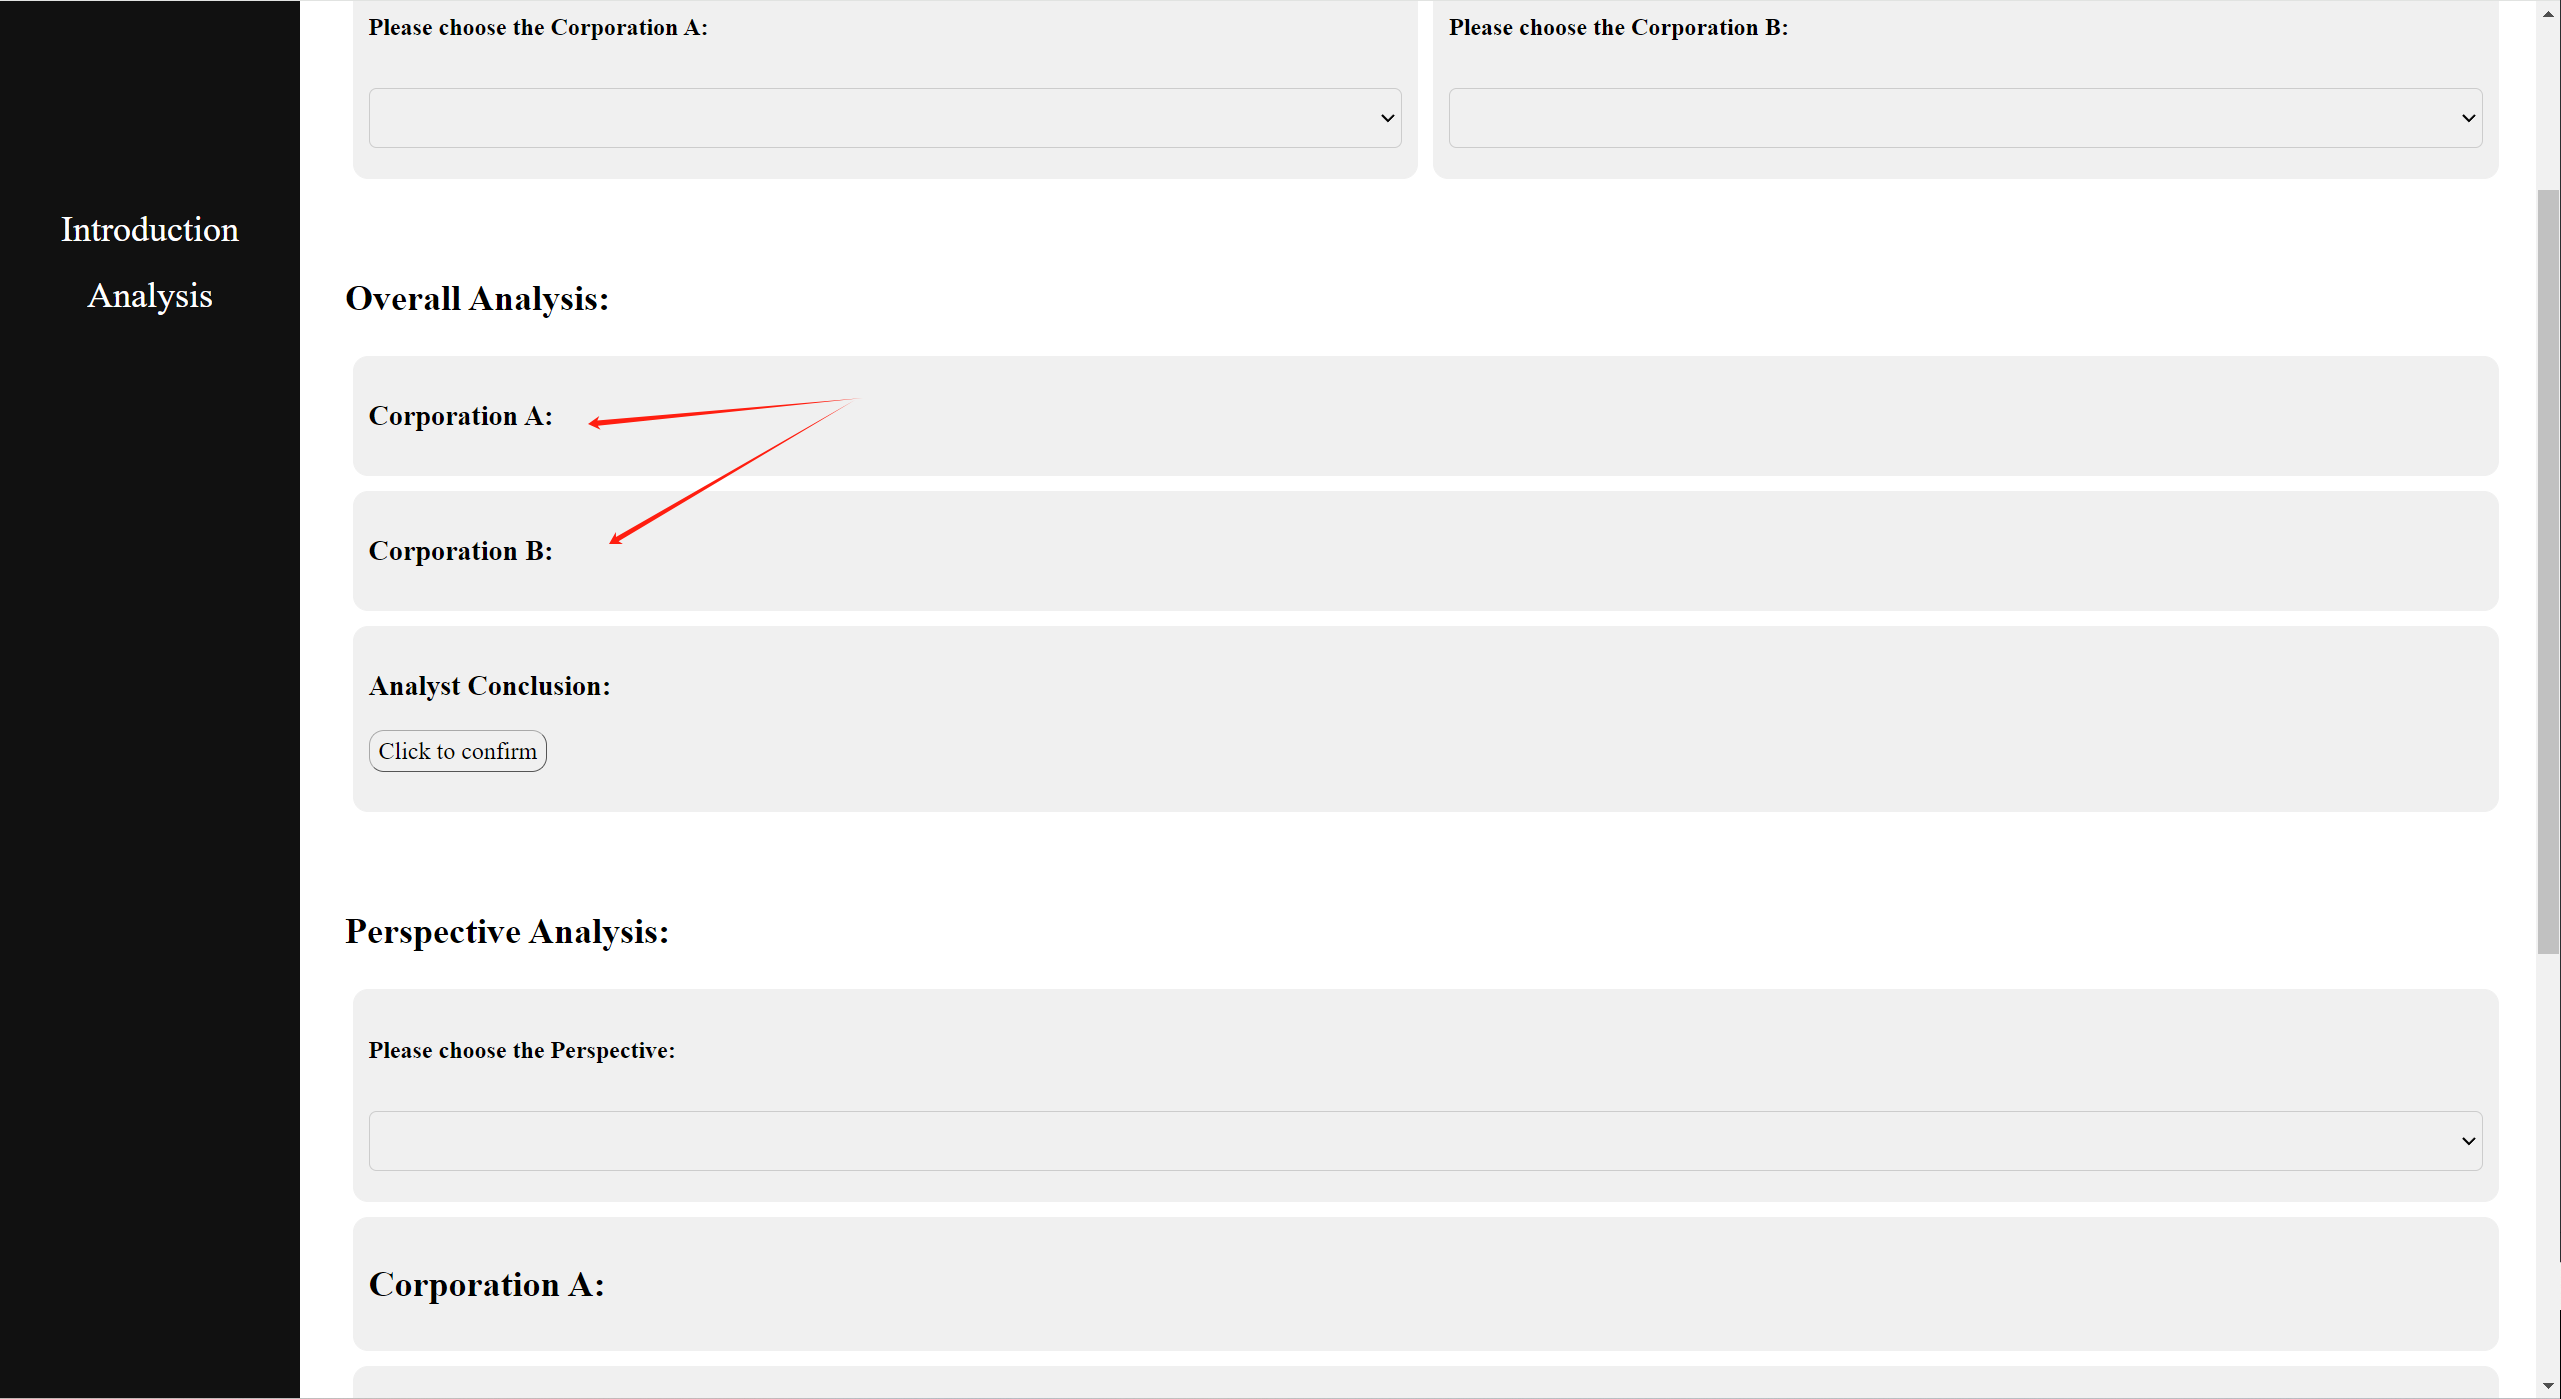 Introduction
Analysis
Please choose the Corporation A:
Please choose the Corporation B:
Overall Analysis:
Corporation A:
Corporation B:
Analyst Conclusion:
Click to confirm
Perspective Analysis:
Please choose the Perspective:
Corporation A: